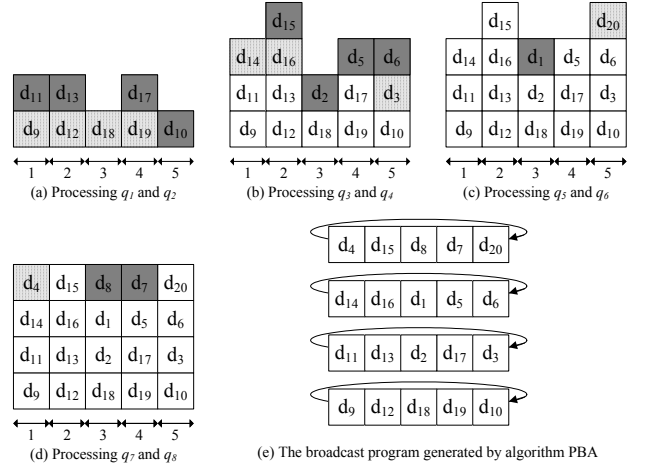 d11 d13 d17
d9 d12 d18 d19 d10
1 2 3 4 5
(a) Processing q1 and q2
d15
d14 d16 d5 d6
d11 d13 d2 d17 d3
d9 d12 d18 d19 d10
1 2 3 4 5
(b) Processing q3 and q4
d15 d20
d14 d16 d1 d5 d6
d11 d13 d2 d17 d3
d9 d12 d18 d19 d10
1 2 3 4 5
(c) Processing q5 and q6
d4 d15 d8 d7 d20
d14 d16 d1 d5 d6
d11 d13 d2 d17 d3
d9 d12 d18 d19 d10
1 2 3 4 5
(d) Processing q7 and q8
d4 d15 d8 d7 d20
d14 d16 d1 d5 d6
d11 d13 d2 d17 d3
d9 d12 d18 d19 d10
(e) The broadcast program generated by algorithm PBA